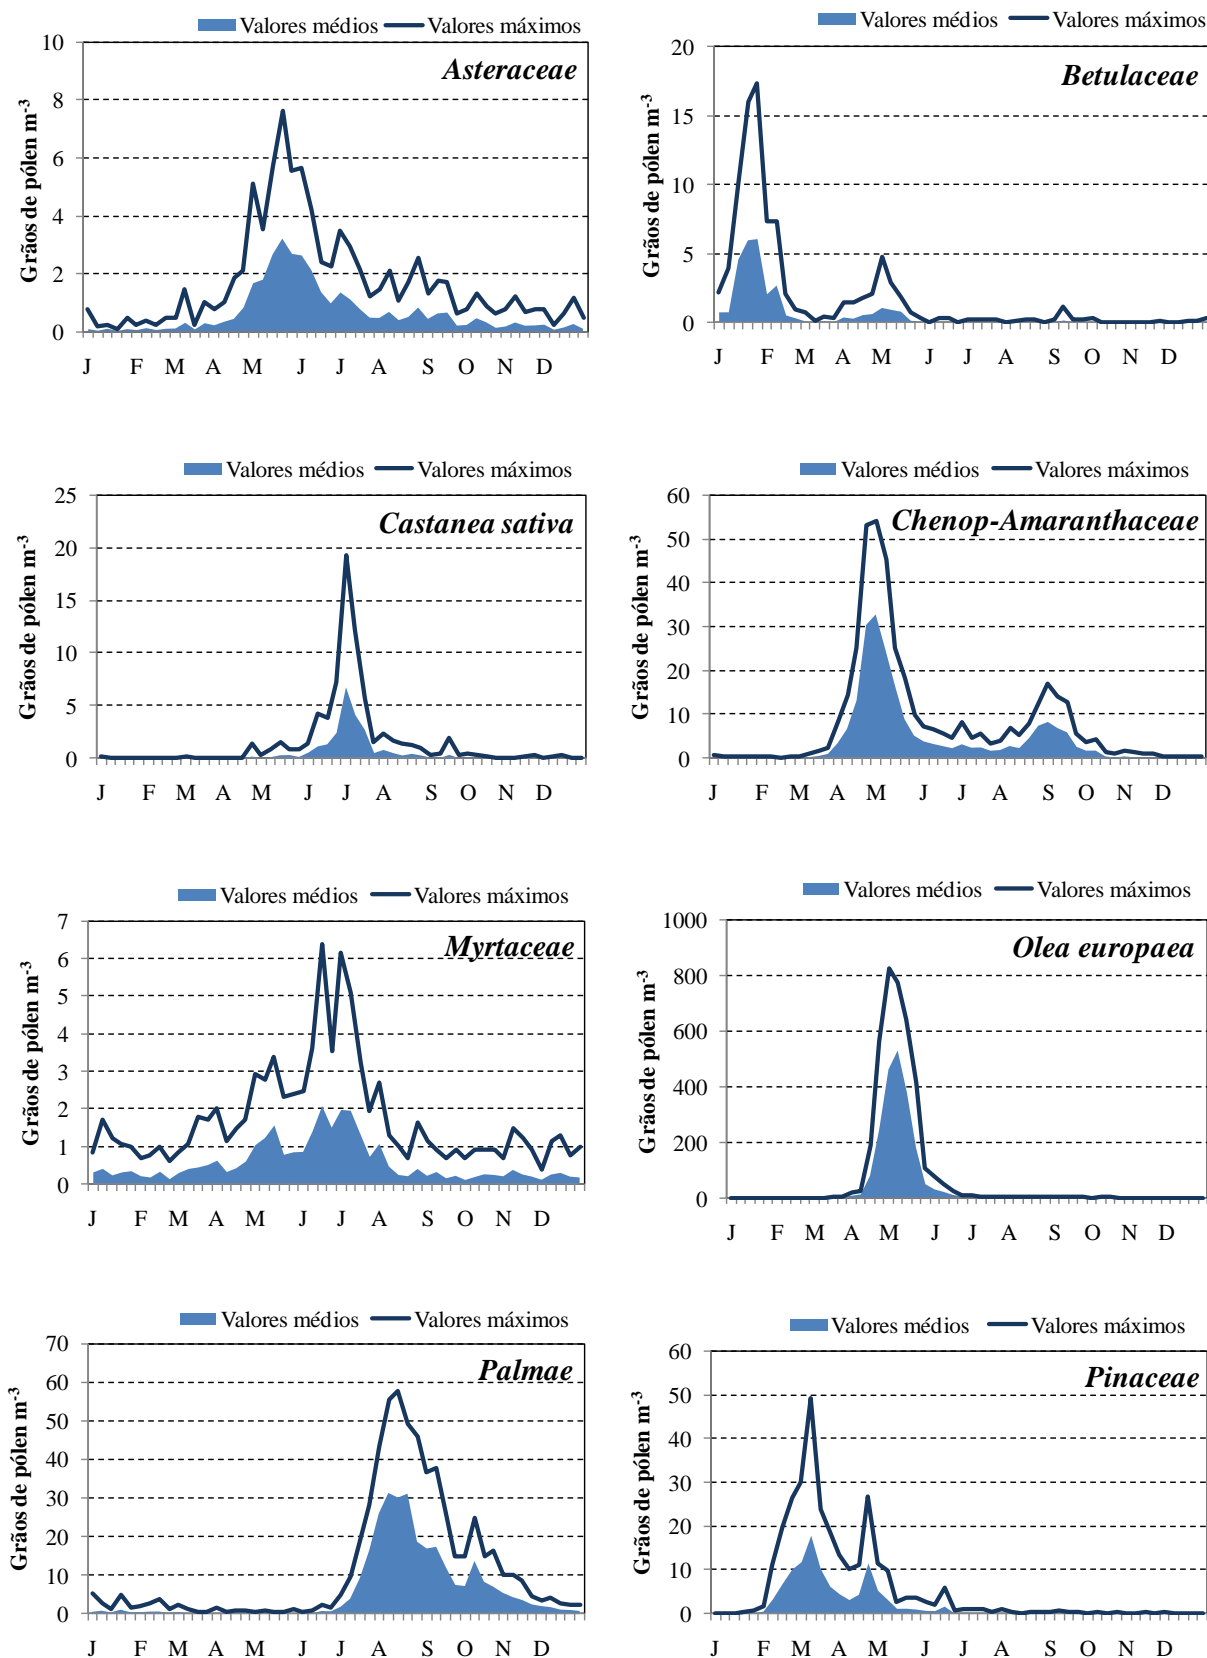 Valores médios Valores máximos
Asteraceae
Grãos de pólen m-3
10
8
6
4
2
0
J F M A M J J A S O N D
Valores médios Valores máximos
Betulaceae
Grãos de pólen m-3
20
15
10
5
0
J F M A M J J A S O N D
Valores médios Valores máximos
Castanea sativa
Grãos de pólen m-3
25
20
15
10
5
0
J F M A M J J A S O N D
Valores médios Valores máximos
Chenop-Amaranthaceae
Grãos de pólen m-3
60
50
40
30
20
10
0
J F M A M J J A S O N D
Valores médios Valores máximos
Myrtaceae
Grãos de pólen m-3
7
6
5
4
3
2
1
0
J F M A M J J A S O N D
Valores médios Valores máximos
Olea europaea
Grãos de pólen m-3
1000
800
600
400
200
0
J F M A M J J A S O N D
Valores médios Valores máximos
Palmae
Grãos de pólen m-3
70
60
50
40
30
20
10
0
J F M A M J J A S O N D
Valores médios Valores máximos
Pinaceae
Grãos de pólen m-3
60
50
40
30
20
10
0
J F M A M J J A S O N D